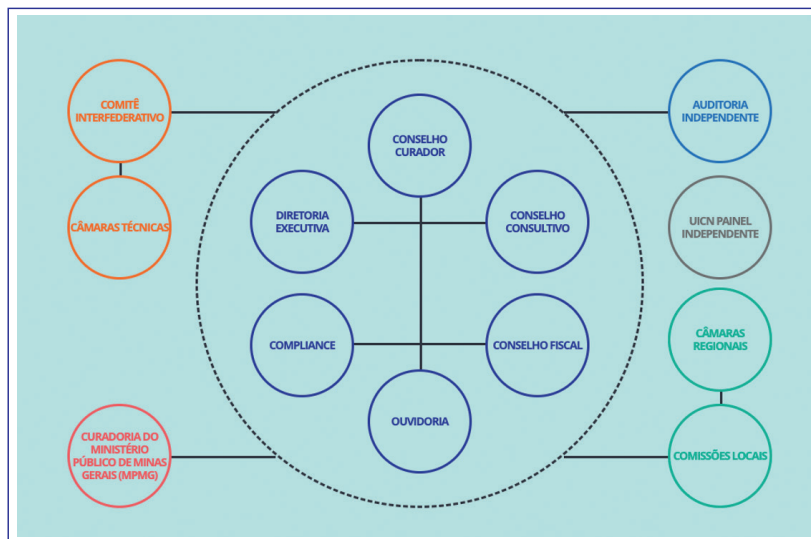 COMITÊ
INTERFEDERATIVO
CÂMARAS TÉCNICAS
CURADORIA DO
MINISTÉRIO
PÚBLICO DE MINAS
GERAIS (MPMG)
CONSELHO
CURADOR
DIRETORIA
EXECUTIVA
CONSELHO
CONSULTIVO
COMPLIANCE
CONSELHO FISCAL
OUVIDORIA
AUDITORIA
INDEPENDENTE
UICN PAINEL
INDEPENDENTE
CÂMARAS
REGIONAIS
COMISSÕES LOCAIS